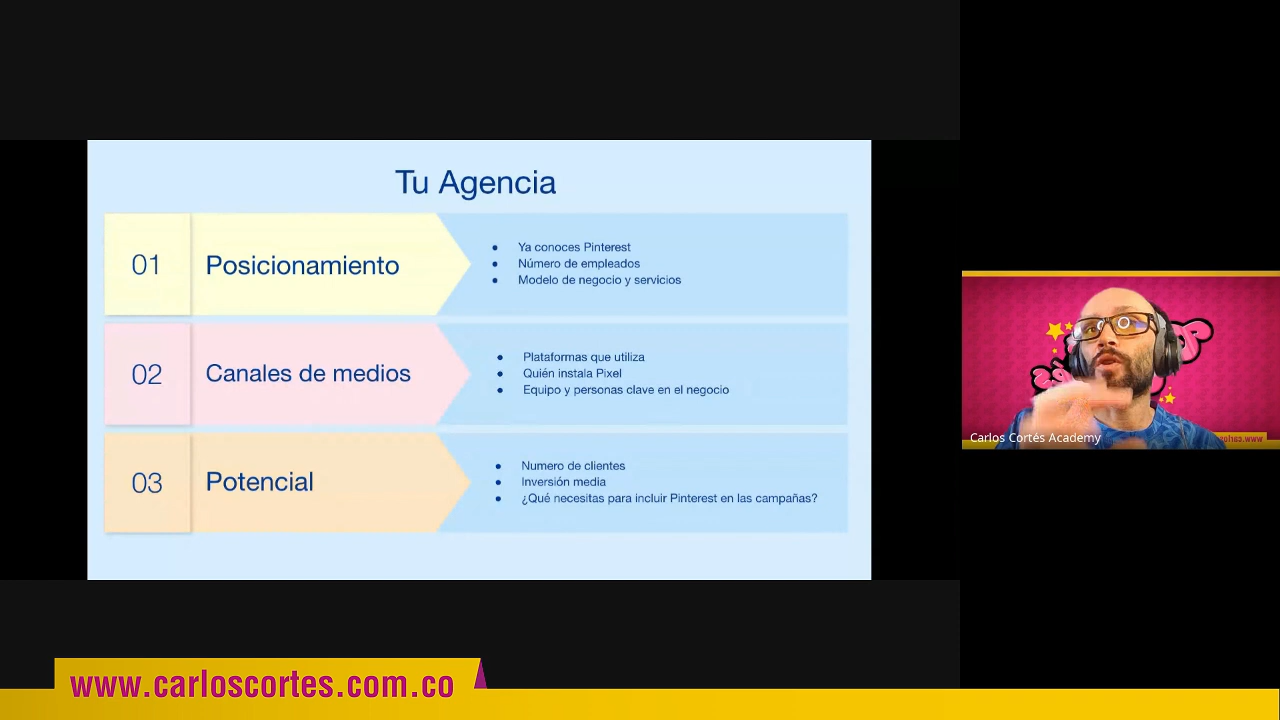 Tu Agencia
01
Posicionamiento
Ya conoces Pinterest
Número de empleados
Modelo de negocio y servicios
02
Canales de medios
Plataformas que utiliza
Quién instala Pixel
Equipo y personas clave en el negocio
03
Potencial
Numero de clientes
Inversión media
¿Qué necesitas para incluir Pinterest en las campañas?
Carlos Cortés Academy
www.carloscortes.com.co